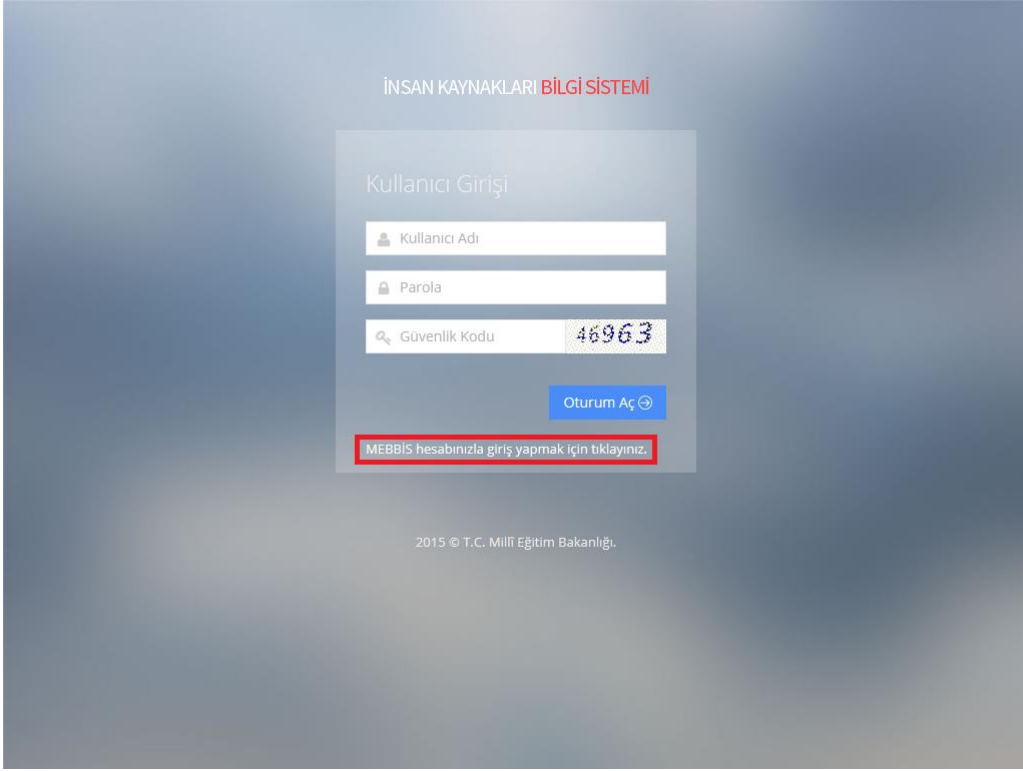 İNSAN KAYNAKLARI BİLGİ SİSTEMİ
Kullanıcı Girişi
Kullanıcı Adı
Parola
Güvenlik Kodu 46963
Oturum Aç
MEBBİS hesabınızla giriş yapmak için tıklayınız.
2015 © T.C. Millî Eğitim Bakanlığı.